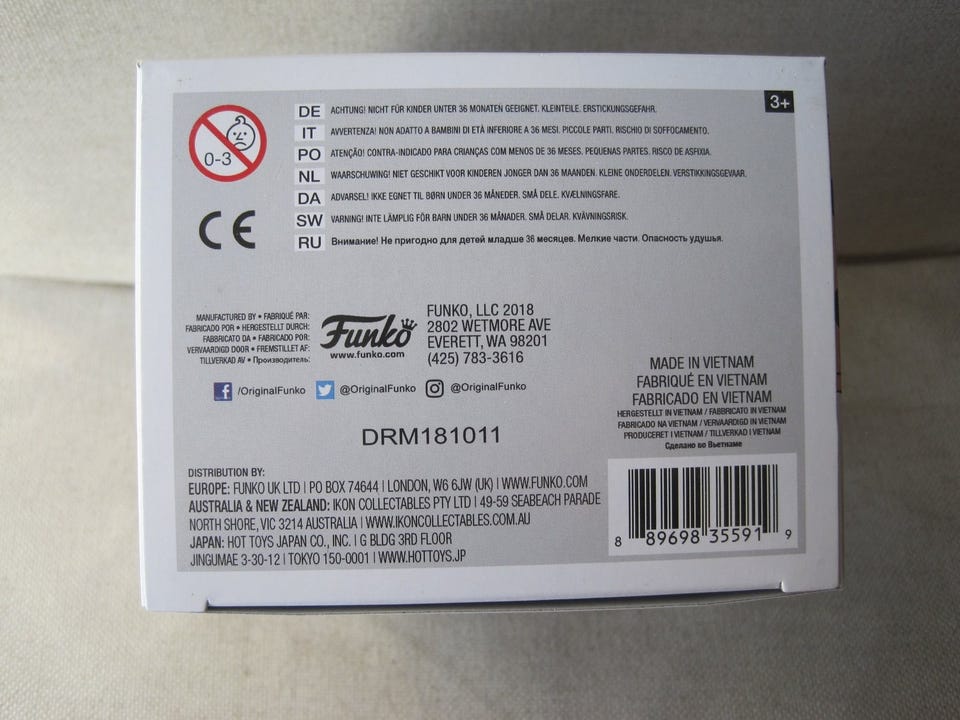 3+
0-3
DE ACHTUNG! NICHT FÜR KINDER UNTER 36 MONATEN GEEIGNET. KLEINTEILE. ERSTICKUNGSGEFAHR.
IT AVVERTENZA! NON ADATTO A BAMBINI DI ETÀ INFERIORE A 36 MESI. PICCOLE PARTI. RISCHIO DI SOFFOCAMENTO.
PO ATENÇÃO! CONTRA-INDICADO PARA CRIANÇAS COM MENOS DE 36 MESES. PEQUENAS PARTES. RISCO DE ASFIXIA.
NL WAARSCHUWING! NIET GESCHIKT VOOR KINDEREN JONGER DAN 36 MAANDEN. KLEINE ONDERDELEN. VERSTIKKINGSGEVAAR.
DA ADVARSEL! IKKE EGNET TIL BØRN UNDER 36 MÅNEDER. SMÅ DELE. KVÆLNINGSFARE.
SW VARNING! INTE LÄMPLIG FÖR BARN UNDER 36 MÅNADER. SMÅ DELAR. KVÄVNINGSRISK.
RU Внимание! Не пригодно для детей младше 36 месяцев. Мелкие части. Опасность удушья.
CE
MANUFACTURED BY • FABRIQUÉ PAR:
FABRICADO POR • HERGESTELLT DURCH:
FABBRICATO DA • FABRICADO POR:
VERVAARDIGD DOOR • FREMSTILLET AF:
TILLVERKAD AV • Производитель:
Funko
www.funko.com
FUNKO, LLC 2018
2802 WETMORE AVE
EVERETT, WA 98201
(425) 783-3616
f /OriginalFunko @OriginalFunko @OriginalFunko
DRM181011
MADE IN VIETNAM
FABRIQUÉ EN VIETNAM
FABRICADO EN VIETNAM
HERGESTELLT IN VIETNAM / FABBRICATO IN VIETNAM
FABRICADO NA VIETNAM / VERVAARDIGD IN VIETNAM
PRODUCERET I VIETNAM / TILLVERKAD I VIETNAM
Сделано во Вьетнаме
DISTRIBUTION BY:
EUROPE: FUNKO UK LTD | PO BOX 74644 | LONDON, W6 6JW (UK) | WWW.FUNKO.COM
AUSTRALIA & NEW ZEALAND: IKON COLLECTABLES PTY LTD | 49-59 SEABEACH PARADE
NORTH SHORE, VIC 3214 AUSTRALIA | WWW.IKONCOLLECTABLES.COM.AU
JAPAN: HOT TOYS JAPAN CO., INC. | G BLDG 3RD FLOOR
JINGUMAE 3-30-12 | TOKYO 150-0001 | WWW.HOTTOYS.JP
8 89698 35591 9